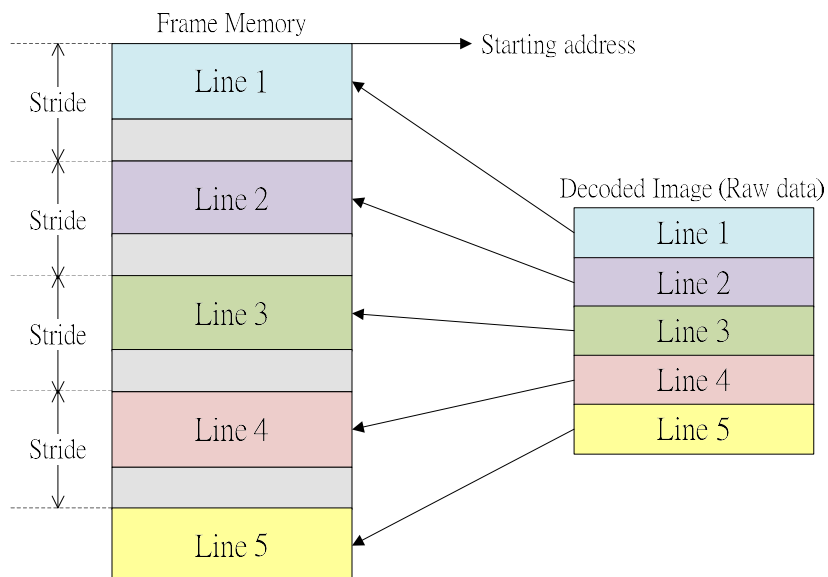 Frame Memory
Starting address
Line 1
Stride
Line 2
Stride
Line 3
Stride
Line 4
Stride
Line 5
Decoded Image (Raw data)
Line 1
Line 2
Line 3
Line 4
Line 5